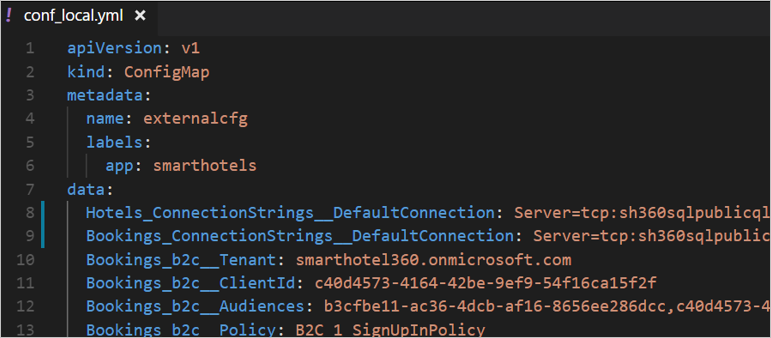 ! conf_local.yml ×
1 apiVersion: v1
2 kind: ConfigMap
3 metadata:
4 name: externalcfg
5 labels:
6 app: smarthotels
7 data:
8 Hotels_ConnectionStrings__DefaultConnection: Server=tcp:sh360sqlpublicql
9 Bookings_ConnectionStrings__DefaultConnection: Server=tcp:sh360sqlpublic
10 Bookings_b2c__Tenant: smarthotel360.onmicrosoft.com
11 Bookings_b2c__ClientId: c40d4573-4164-42be-9ef9-54f16ca15f2f
12 Bookings_b2c__Audiences: b3cfbe11-ac36-4dcb-af16-8656ee286dcc,c40d4573-4
13 Bookings_b2c__Policy: B2C_1_SignUpInPolicy